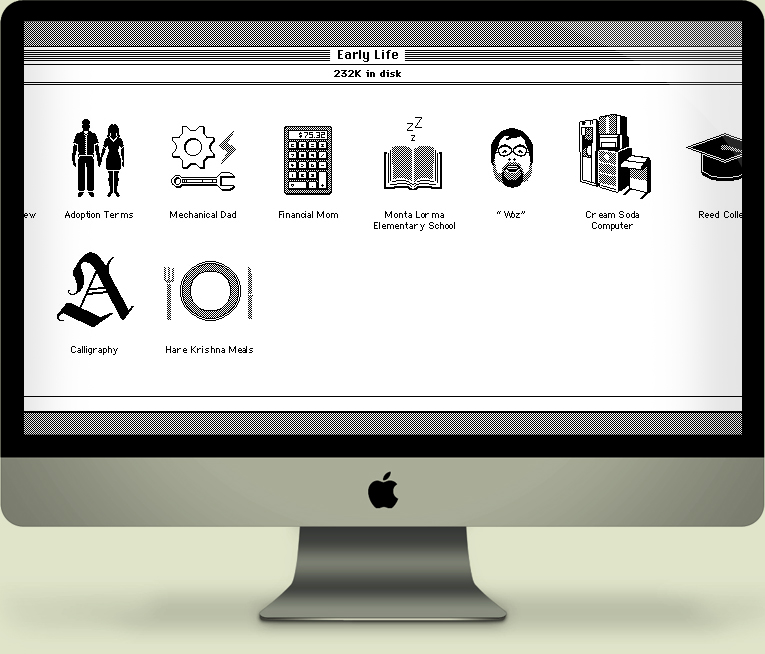 Early Life
232K in disk
$75.32
zZ
z
ew
Adoption Terms
Mechanical Dad
Financial Mom
Monta Lorma
Elementary School
"Woz"
Cream Soda
Computer
Reed Colle
A
Calligraphy
Hare Krishna Meals